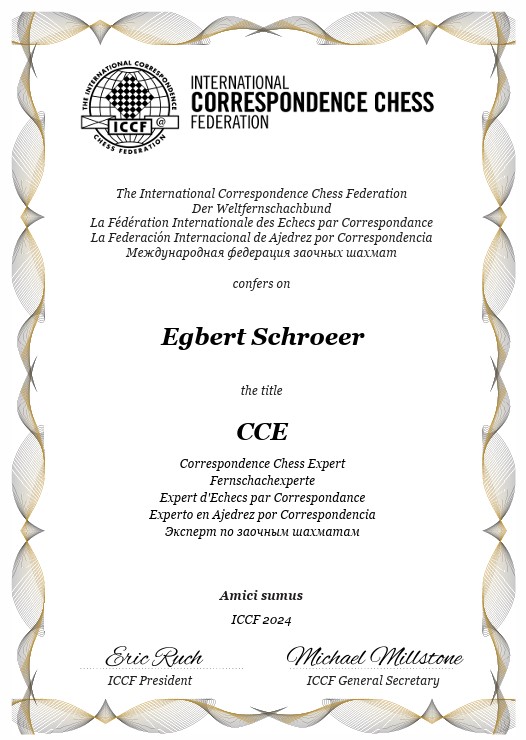 THE INTERNATIONAL CORRESPONDENCE
ICCF @
CHESS FEDERATION
INTERNATIONAL
CORRESPONDENCE CHESS
FEDERATION
The International Correspondence Chess Federation
Der Weltfernschachbund
La Fédération Internationale des Echecs par Correspondance
La Federación Internacional de Ajedrez por Correspondencia
Международная федерация заочных шахмат
confers on
Egbert Schroeer
the title
CCE
Correspondence Chess Expert
Fernschachexperte
Expert d'Echecs par Correspondance
Experto en Ajedrez por Correspondencia
Эксперт по заочным шахматам
Amici sumus
ICCF 2024
Eric Ruch Michael Millstone
ICCF President ICCF General Secretary